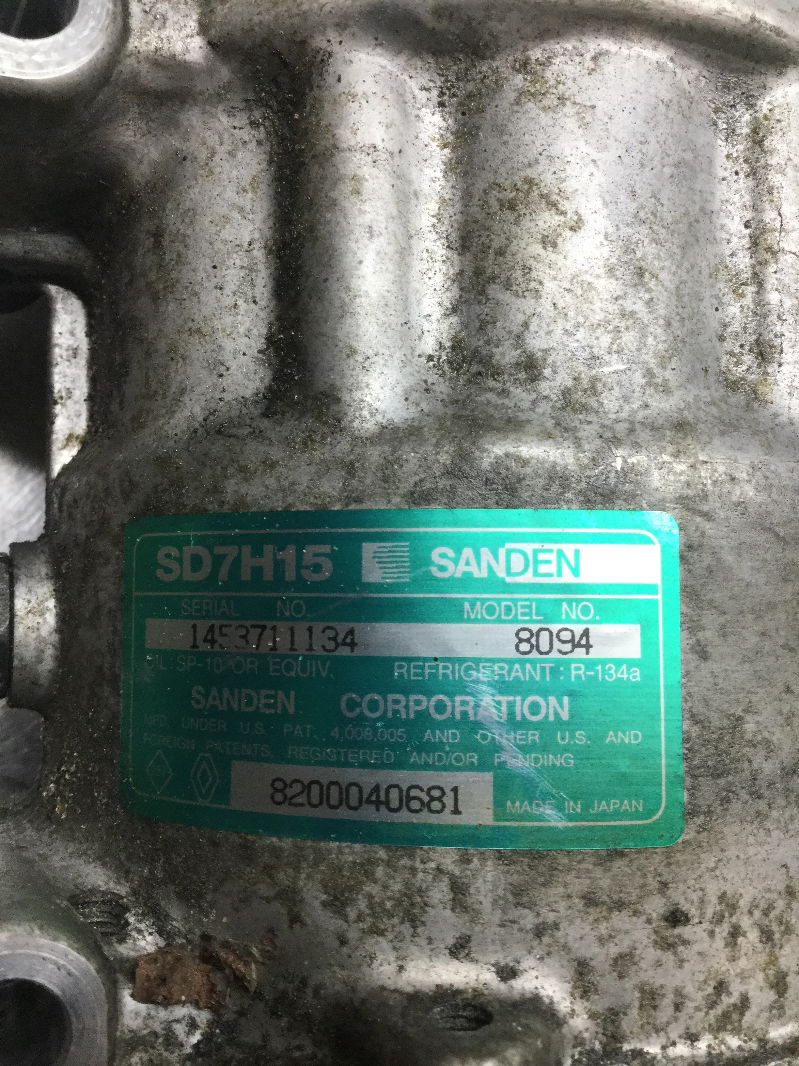 SD7H15 SANDEN
SERIAL NO. MODEL NO.
1453711134 8094
OIL: SP-10 OR EQUIV. REFRIGERANT : R-134a
SANDEN CORPORATION
MFD. UNDER U.S. PAT. 4,008,005 AND OTHER U.S. AND
FOREIGN PATENTS REGISTERED AND/OR PENDING
8200040681 MADE IN JAPAN